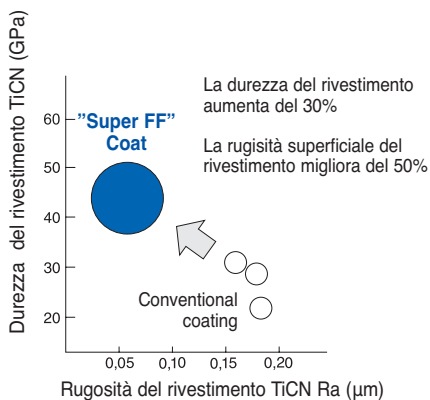 Durezza del rivestimento TiCN (GPa)
60
50
40
30
20
"Super FF"
Coat
La durezza del rivestimento
aumenta del 30%
La rugisità superficiale del
rivestimento migliora del 50%
Conventional
coating
0,05
0,10
0,15
0,20
Rugosità del rivestimento TiCN Ra (µm)